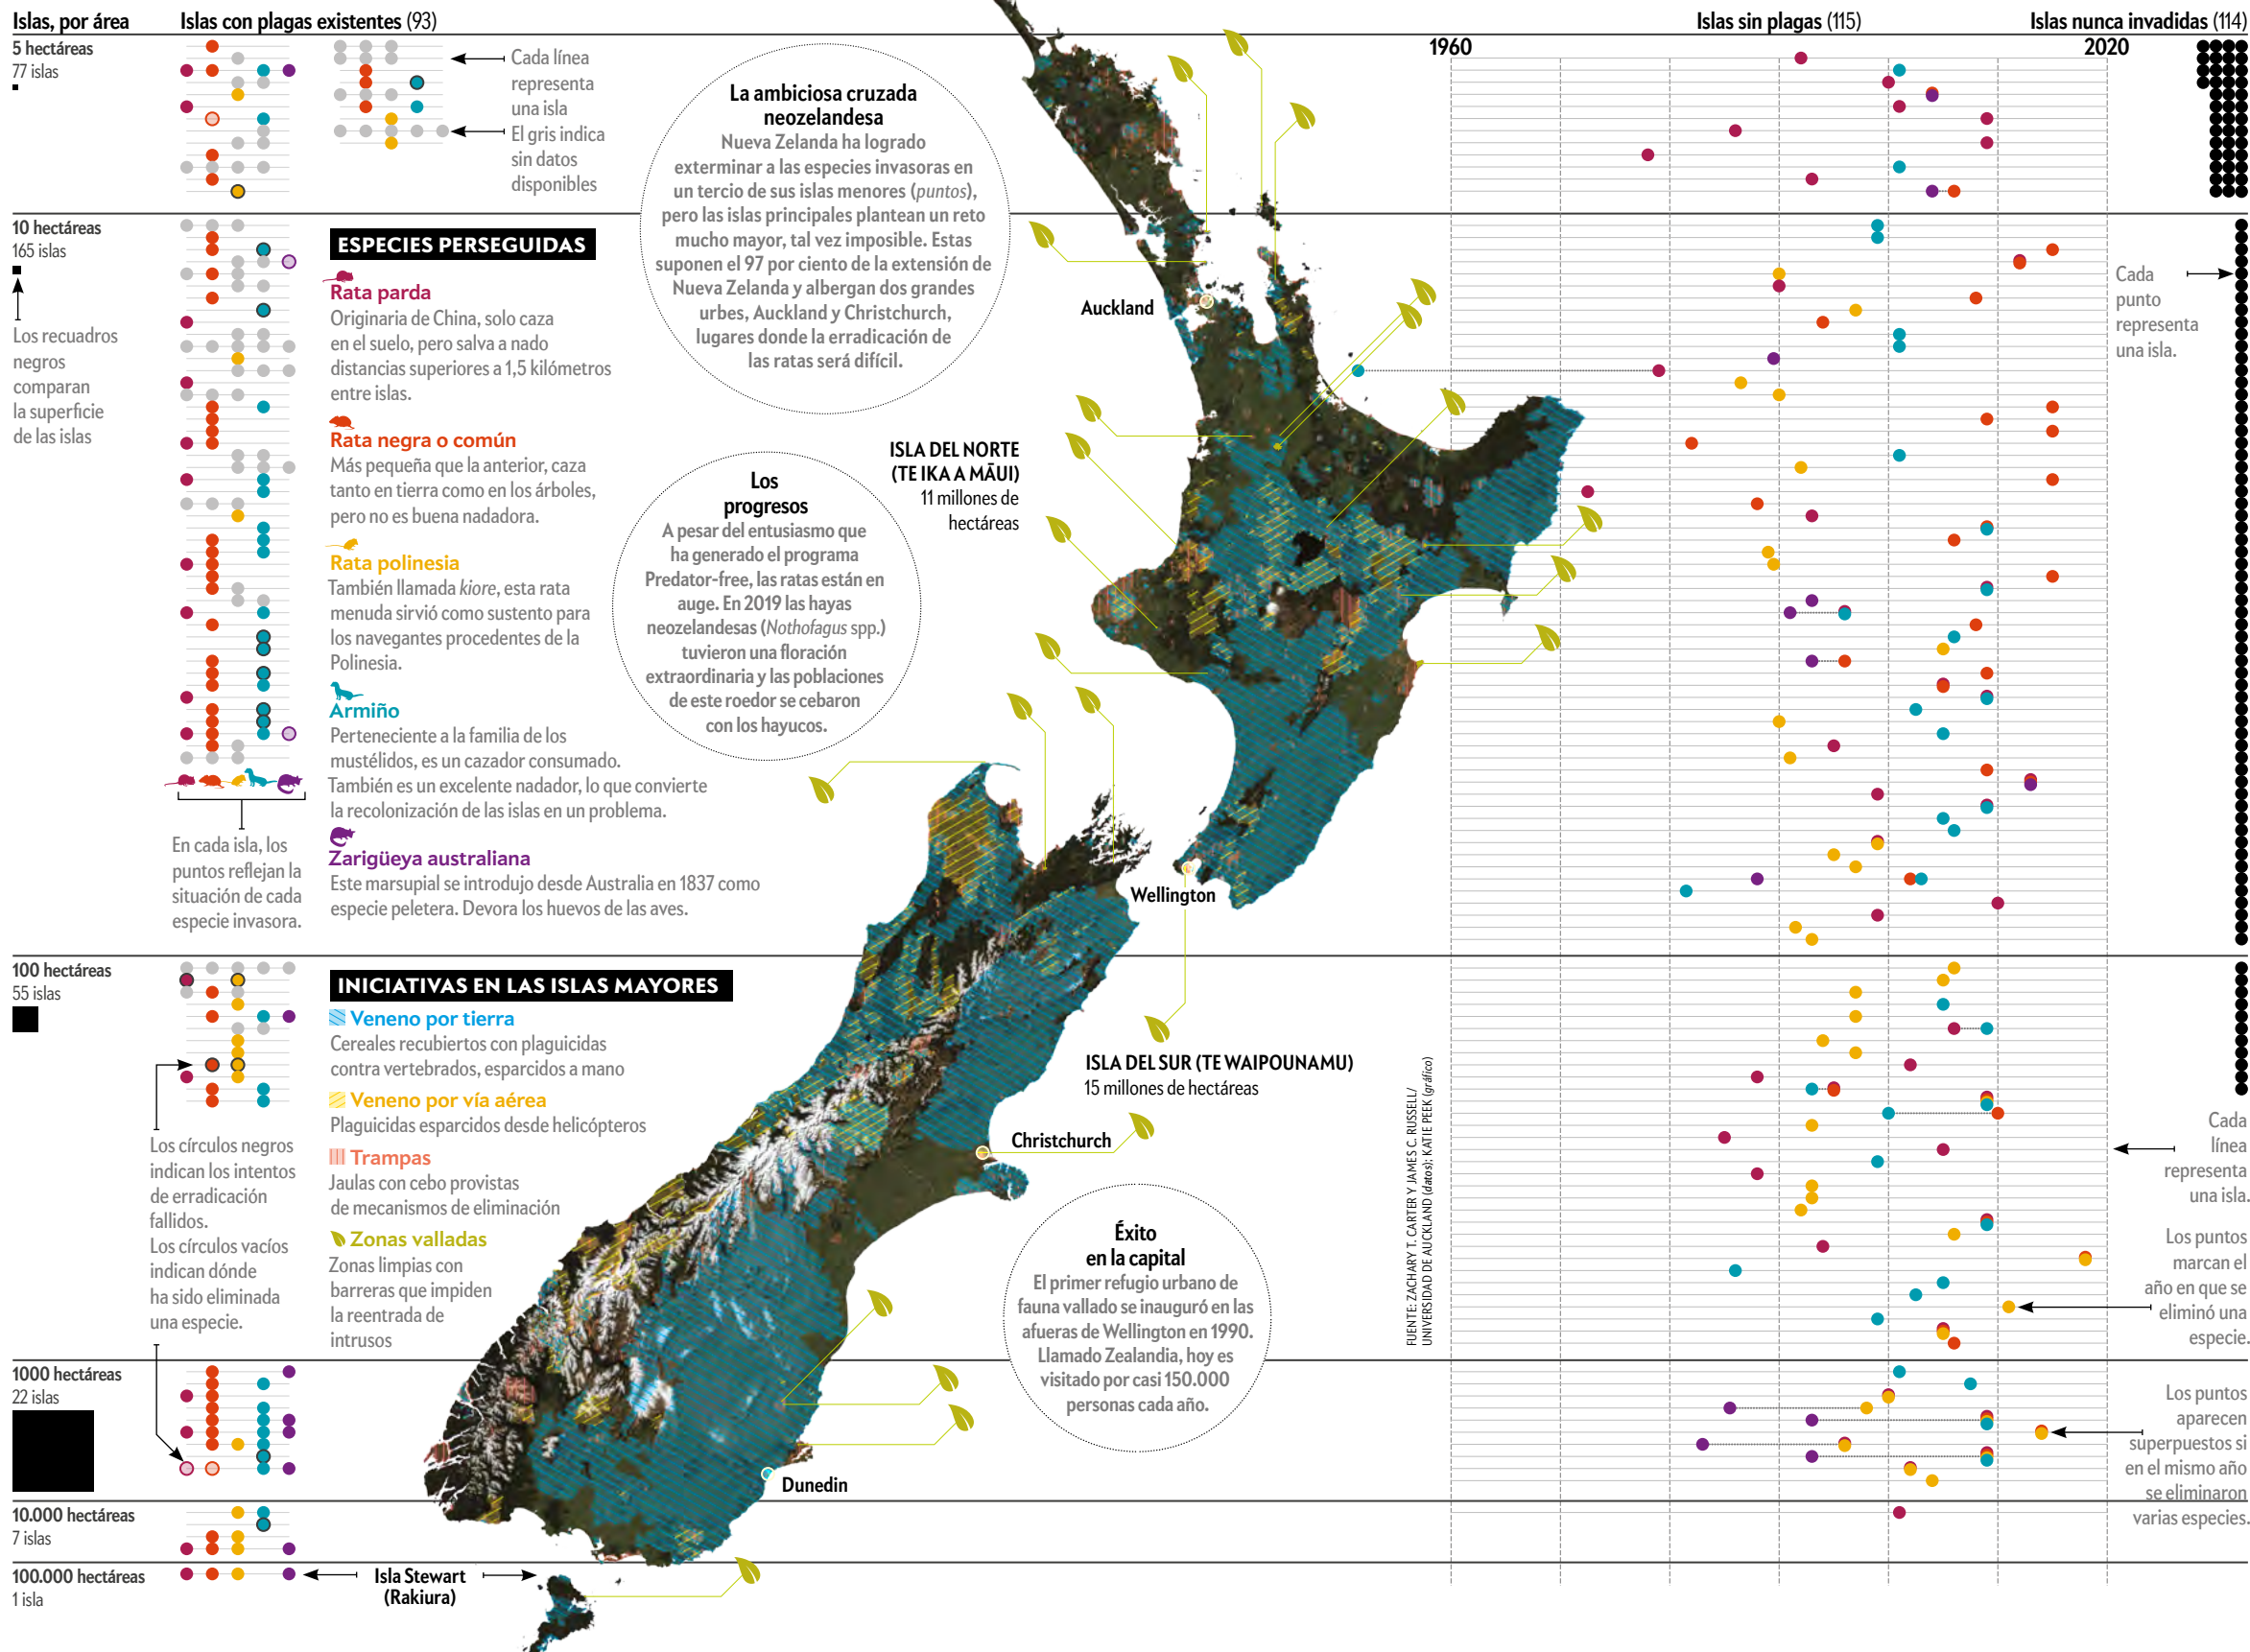 Islas, por área
Islas con plagas existentes (93)
Islas sin plagas (115)
Islas nunca invadidas (114)
1960
2020
5 hectáreas
77 islas
Cada línea
representa
una isla
El gris indica
sin datos
disponibles
La ambiciosa cruzada
neozelandesa
Nueva Zelanda ha logrado
exterminar a las especies invasoras en
un tercio de sus islas menores (puntos),
pero las islas principales plantean un reto
mucho mayor, tal vez imposible. Estas
suponen el 97 por ciento de la extensión de
Nueva Zelanda y albergan dos grandes
urbes, Auckland y Christchurch,
lugares donde la erradicación de
las ratas será difícil.
10 hectáreas
165 islas
Los recuadros
negros
comparan
la superficie
de las islas
ESPECIES PERSEGUIDAS
Rata parda
Originaria de China, solo caza
en el suelo, pero salva a nado
distancias superiores a 1,5 kilómetros
entre islas.
Rata negra o común
Más pequeña que la anterior, caza
tanto en tierra como en los árboles,
pero no es buena nadadora.
Rata polinesia
También llamada kiore, esta rata
menuda sirvió como sustento para
los navegantes procedentes de la
Polinesia.
Armiño
Perteneciente a la familia de los
mustélidos, es un cazador consumado.
También es un excelente nadador, lo que convierte
la recolonización de las islas en un problema.
Zarigüeya australiana
Este marsupial se introdujo desde Australia en 1837 como
especie peletera. Devora los huevos de las aves.
En cada isla, los
puntos reflejan la
situación de cada
especie invasora.
Los
progresos
A pesar del entusiasmo que
ha generado el programa
Predator-free, las ratas están en
auge. En 2019 las hayas
neozelandesas (Nothofagus spp.)
tuvieron una floración
extraordinaria y las poblaciones
de este roedor se cebaron
con los hayucos.
Auckland
ISLA DEL NORTE
(TE IKA A MĀUI)
11 millones de
hectáreas
Wellington
Cada
punto
representa
una isla.
100 hectáreas
55 islas
Los círculos negros
indican los intentos
de erradicación
fallidos.
Los círculos vacíos
indican dónde
ha sido eliminada
una especie.
INICIATIVAS EN LAS ISLAS MAYORES
Veneno por tierra
Cereales recubiertos con plaguicidas
contra vertebrados, esparcidos a mano
Veneno por vía aérea
Plaguicidas esparcidos desde helicópteros
Trampas
Jaulas con cebo provistas
de mecanismos de eliminación
Zonas valladas
Zonas limpias con
barreras que impiden
la reentrada de
intrusos
ISLA DEL SUR (TE WAIPOUNAMU)
15 millones de hectáreas
Christchurch
Éxito
en la capital
El primer refugio urbano de
fauna vallado se inauguró en las
afueras de Wellington en 1990.
Llamado Zealandia, hoy es
visitado por casi 150.000
personas cada año.
Dunedin
FUENTE: ZACHARY T. CARTER Y JAMES C. RUSSELL/
UNIVERSIDAD DE AUCKLAND (datos); KATIE PEEK (gráfico)
Cada
línea
representa
una isla.
Los puntos
marcan el
año en que se
eliminó una
especie.
1000 hectáreas
22 islas
Los puntos
aparecen
superpuestos si
en el mismo año
se eliminaron
varias especies.
10.000 hectáreas
7 islas
100.000 hectáreas
1 isla
Isla Stewart
(Rakiura)